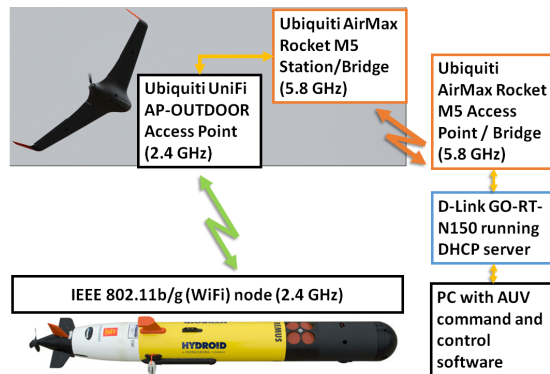 Ubiquiti AirMax
Rocket M5
Station/Bridge
(5.8 GHz)
Ubiquiti UniFi
AP-OUTDOOR
Access Point
(2.4 GHz)
Ubiquiti
AirMax Rocket
M5 Access
Point / Bridge
(5.8 GHz)
D-Link GO-RT-
N150 running
DHCP server
PC with AUV
command and
control
software
IEEE 802.11b/g (WiFi) node (2.4 GHz)
HYDROID
REMUS